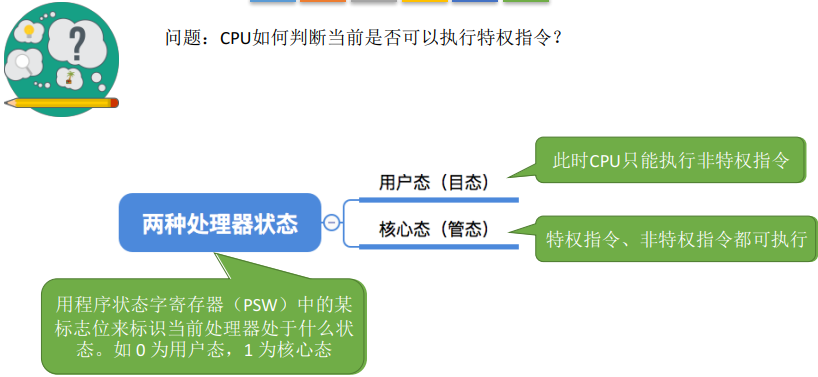 问题：CPU如何判断当前是否可以执行特权指令？
此时CPU只能执行非特权指令
用户态（目态）
两种处理器状态
核心态（管态）
特权指令、非特权指令都可执行
用程序状态字寄存器（PSW）中的某
标志位来标识当前处理器处于什么状
态。如 0 为用户态，1 为核心态